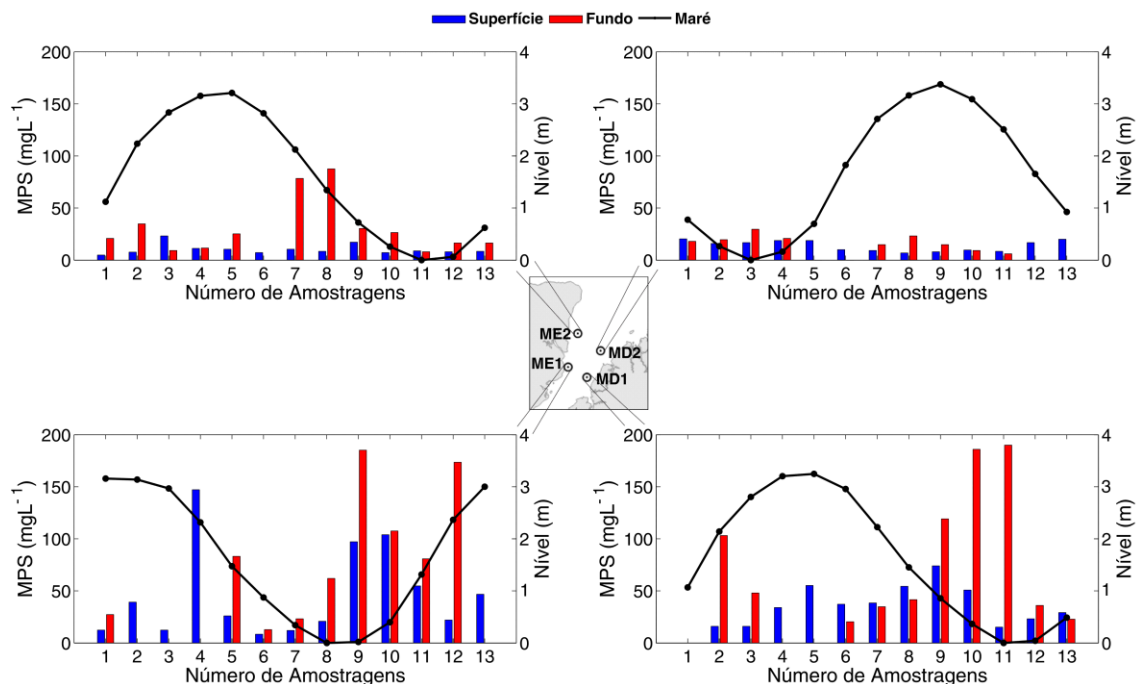 Superfície Fundo Maré
200 150 100 50 0
MPS (mgL⁻¹)
1 2 3 4 5 6 7 8 9 10 11 12 13
Número de Amostragens
4 3 2 1 0
Nível (m)
200 150 100 50 0
MPS (mgL⁻¹)
1 2 3 4 5 6 7 8 9 10 11 12 13
Número de Amostragens
4 3 2 1 0
Nível (m)
ME2
MD2
ME1
MD1
200 150 100 50 0
MPS (mgL⁻¹)
1 2 3 4 5 6 7 8 9 10 11 12 13
Número de Amostragens
4 3 2 1 0
Nível (m)
200 150 100 50 0
MPS (mgL⁻¹)
1 2 3 4 5 6 7 8 9 10 11 12 13
Número de Amostragens
4 3 2 1 0
Nível (m)